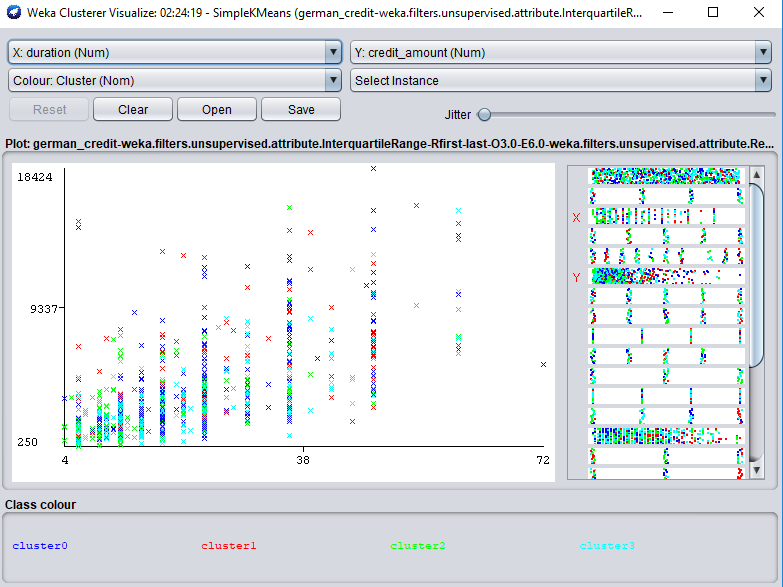 Weka Clusterer Visualize: 02:24:19 - SimpleKMeans (german_credit-weka.filters.unsupervised.attribute.InterquartileR...
X: duration (Num) Y: credit_amount (Num)
Colour: Cluster (Nom) Select Instance
Reset Clear Open Save Jitter
Plot: german_credit-weka.filters.unsupervised.attribute.InterquartileRange-Rfirst-last-O3.0-E6.0-weka.filters.unsupervised.attribute.Re...
18424
X
Y
9337
250
4 38 72
Class colour
cluster0 cluster1 cluster2 cluster3